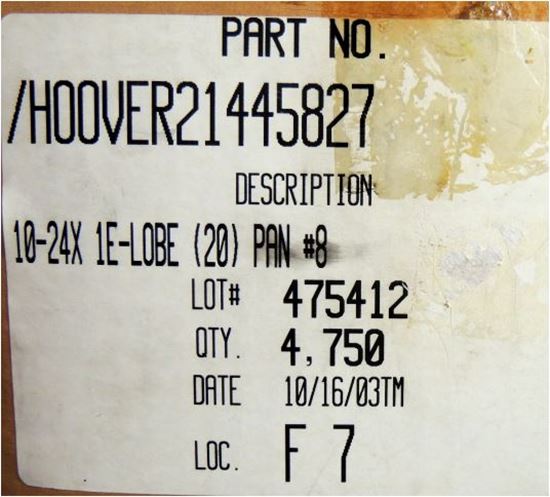 PART NO.
/HOOVER21445827
DESCRIPTION
10-24X 1E-LOBE (20) PAN #8
LOT# 475412
QTY. 4,750
DATE 10/16/03TM
LOC. F 7